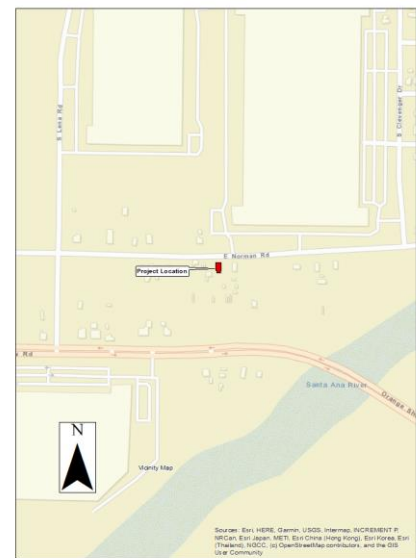 S Lena Rd
S Clevenger Dr
E Norman Rd
Project Location
Rd
Santa Ana River
N
Vicinity Map
Sources: Esri, HERE, Garmin, USGS, Intermap, INCREMENT P,
NRCan, Esri Japan, METI, Esri China (Hong Kong), Esri Korea, Esri
(Thailand), NGCC, (c) OpenStreetMap contributors, and the GIS
User Community